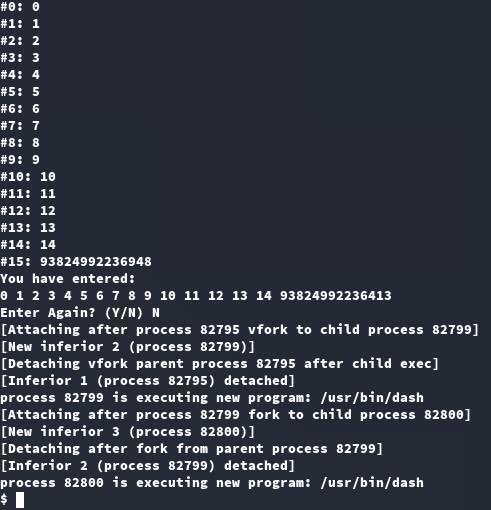 #0: 0
#1: 1
#2: 2
#3: 3
#4: 4
#5: 5
#6: 6
#7: 7
#8: 8
#9: 9
#10: 10
#11: 11
#12: 12
#13: 13
#14: 14
#15: 93824992236948
You have entered:
0 1 2 3 4 5 6 7 8 9 10 11 12 13 14 93824992236413
Enter Again? (Y/N) N
[Attaching after process 82795 vfork to child process 82799]
[New inferior 2 (process 82799)]
[Detaching vfork parent process 82795 after child exec]
[Inferior 1 (process 82795) detached]
process 82799 is executing new program: /usr/bin/dash
[Attaching after process 82799 fork to child process 82800]
[New inferior 3 (process 82800)]
[Detaching after fork from parent process 82799]
[Inferior 2 (process 82799) detached]
process 82800 is executing new program: /usr/bin/dash
$